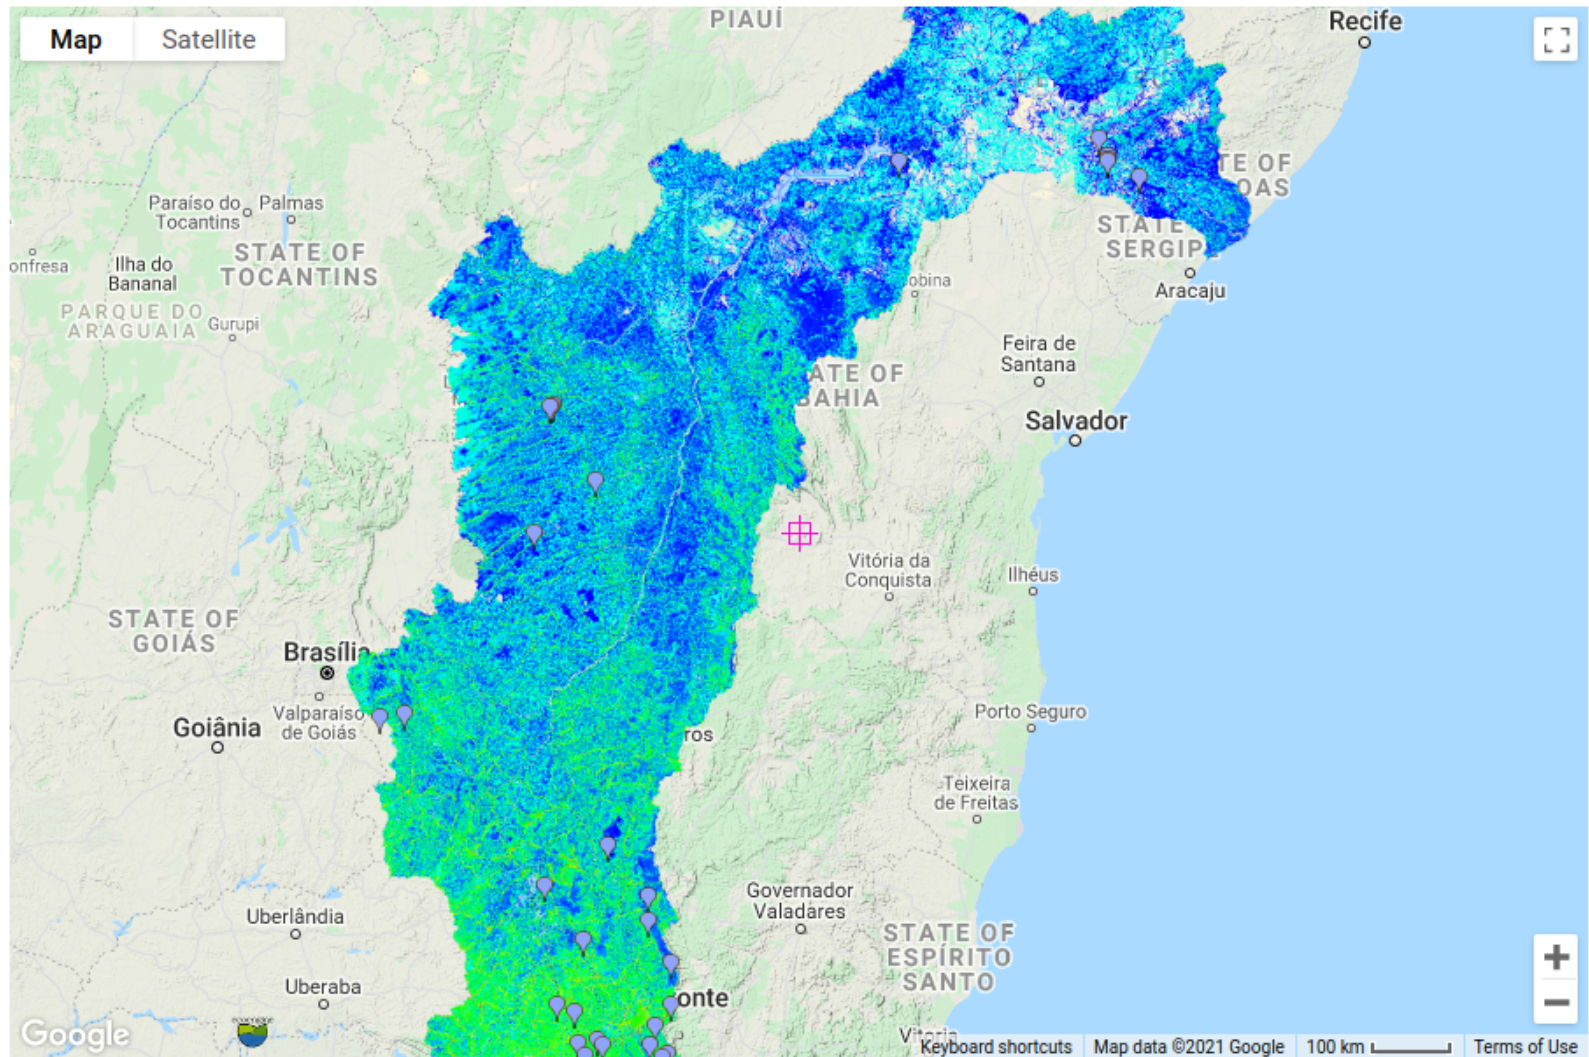 Map
Satellite
PIAUÍ
Recife
Paraíso do
Tocantins
Palmas
STATE OF
TOCANTINS
Ilha do
Bananal
onfresa
PARQUE DO
ARAGUAIA
Gurupi
TE OF
OAS
STATE
SERGIP
Aracaju
obina
Feira de
Santana
ATE OF
BAHIA
Salvador
Vitória da
Conquista
Ilhéus
STATE OF
GOIÁS
Brasília
Valparaíso
de Goiás
Goiânia
Porto Seguro
ros
Teixeira
de Freitas
Uberlândia
Governador
Valadares
STATE OF
ESPÍRITO
SANTO
Uberaba
onte
Vitoria
Google
Keyboard shortcuts
Map data ©2021 Google
100 km
Terms of Use